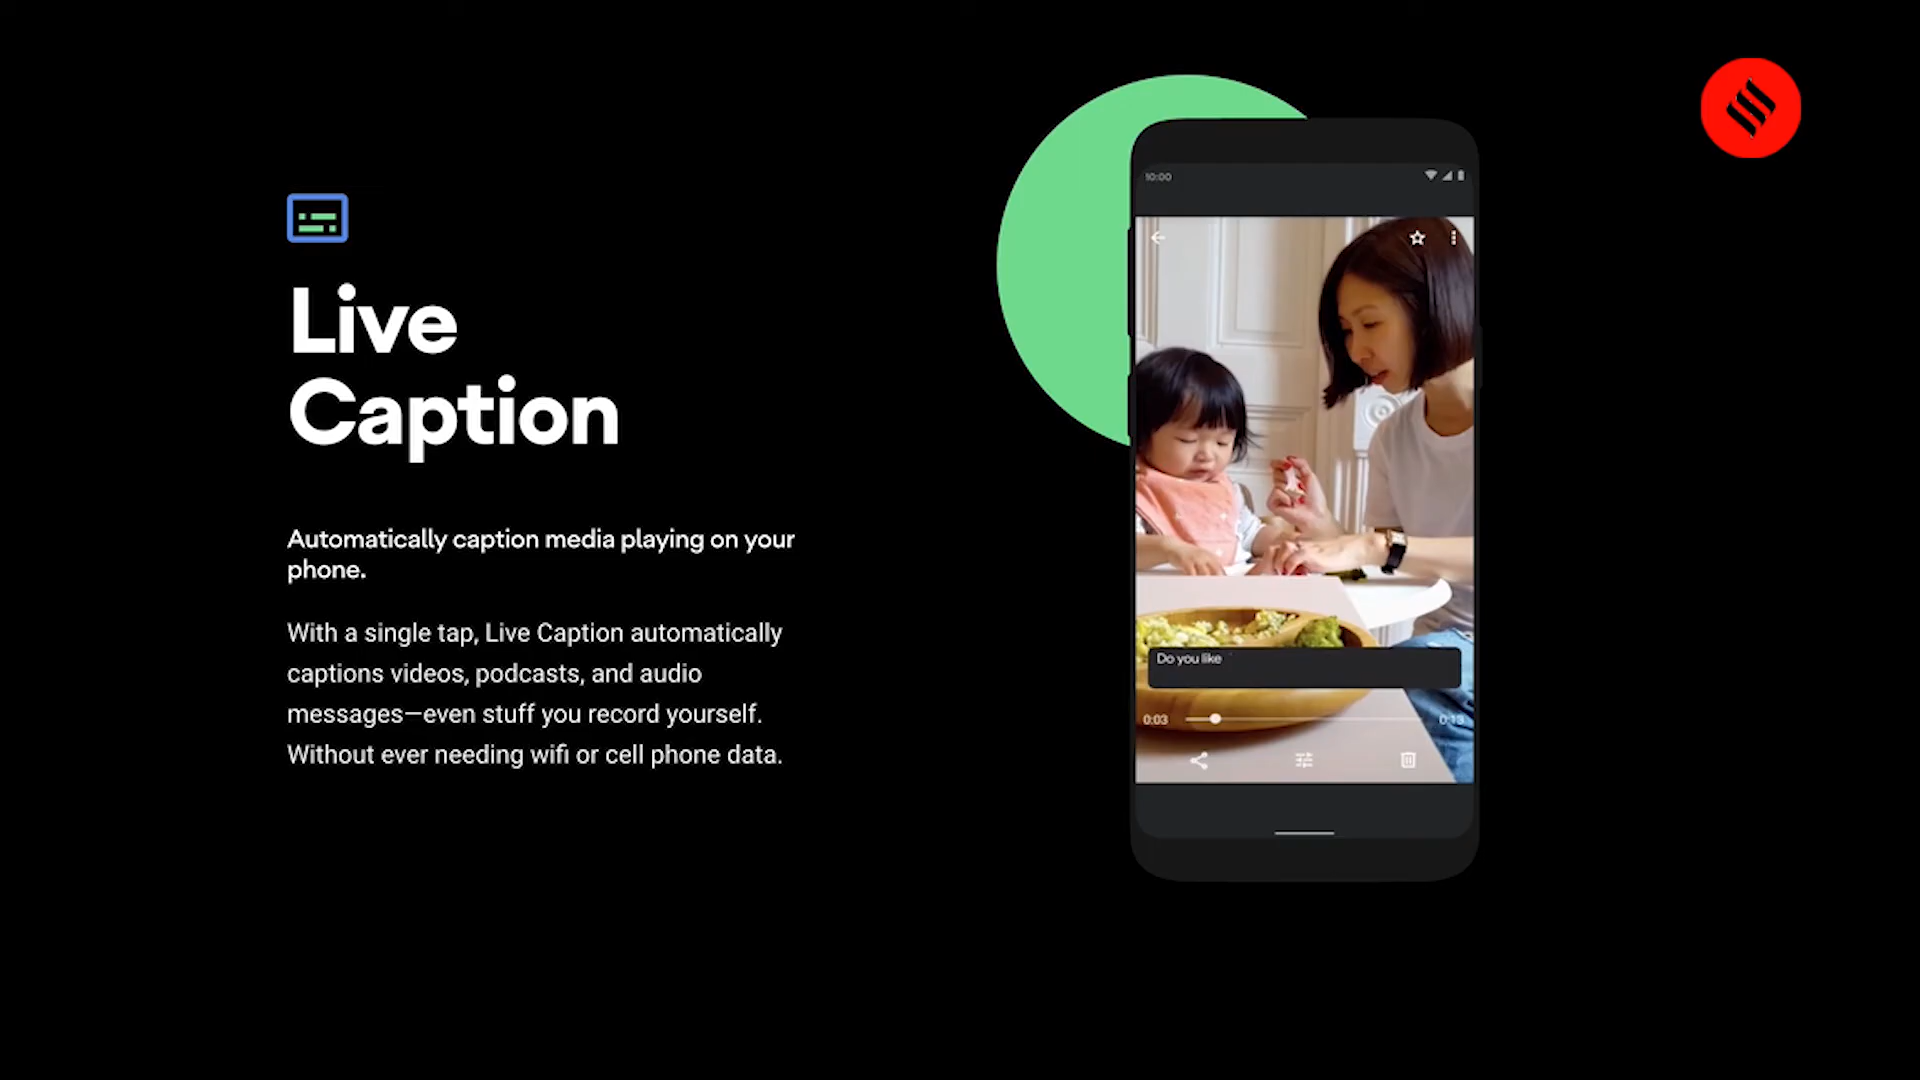 Live
Caption
Automatically caption media playing on your
phone.
With a single tap, Live Caption automatically
captions videos, podcasts, and audio
messages—even stuff you record yourself.
Without ever needing wifi or cell phone data.
10:00
Do you like
0:03
0:13